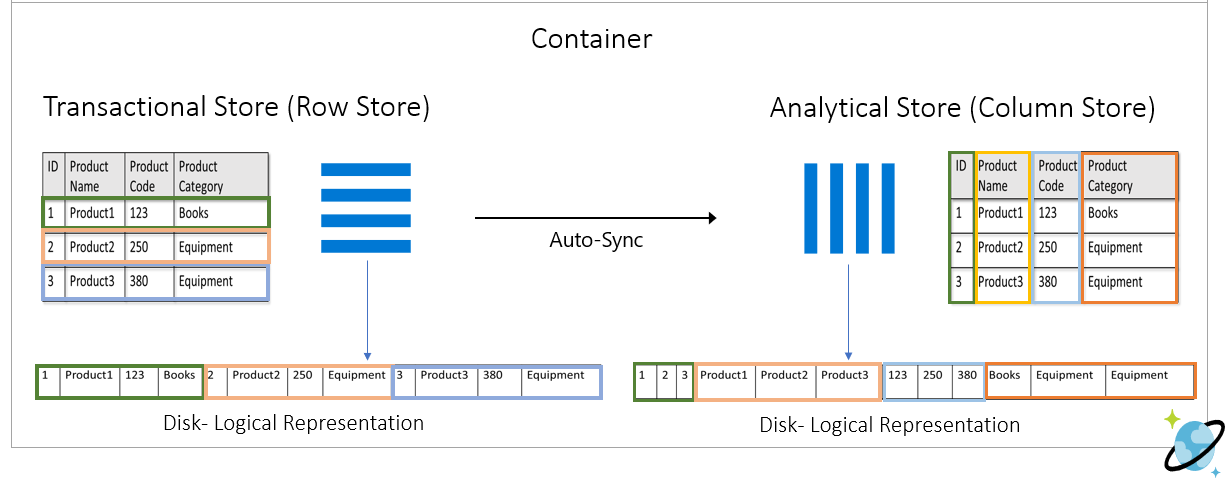 Container
Transactional Store (Row Store)
Analytical Store (Column Store)
ID Product Name Product Code Product Category
1 Product1 123 Books
2 Product2 250 Equipment
3 Product3 380 Equipment
Auto-Sync
ID Product Name Product Code Product Category
1 Product1 123 Books
2 Product2 250 Equipment
3 Product3 380 Equipment
1 Product1 123 Books 2 Product2 250 Equipment 3 Product3 380 Equipment
Disk- Logical Representation
1 2 3 Product1 Product2 Product3 123 250 380 Books Equipment Equipment
Disk- Logical Representation